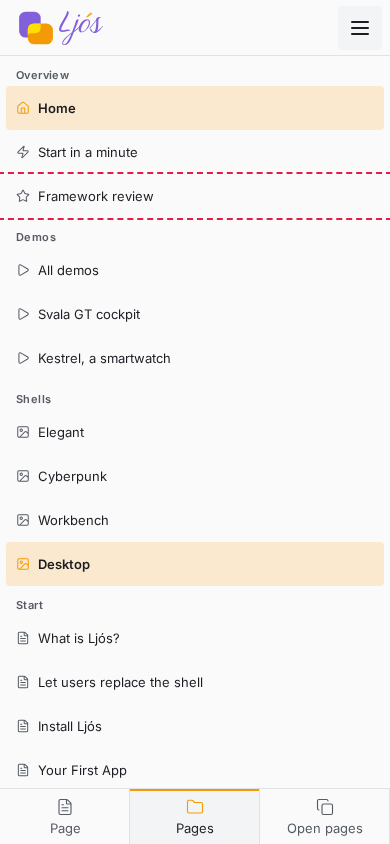 Ljós
Overview
Home
Start in a minute
Framework review
Demos
All demos
Svala GT cockpit
Kestrel, a smartwatch
Shells
Elegant
Cyberpunk
Workbench
Desktop
Start
What is Ljós?
Let users replace the shell
Install Ljós
Your First App
Page
Pages
Open pages